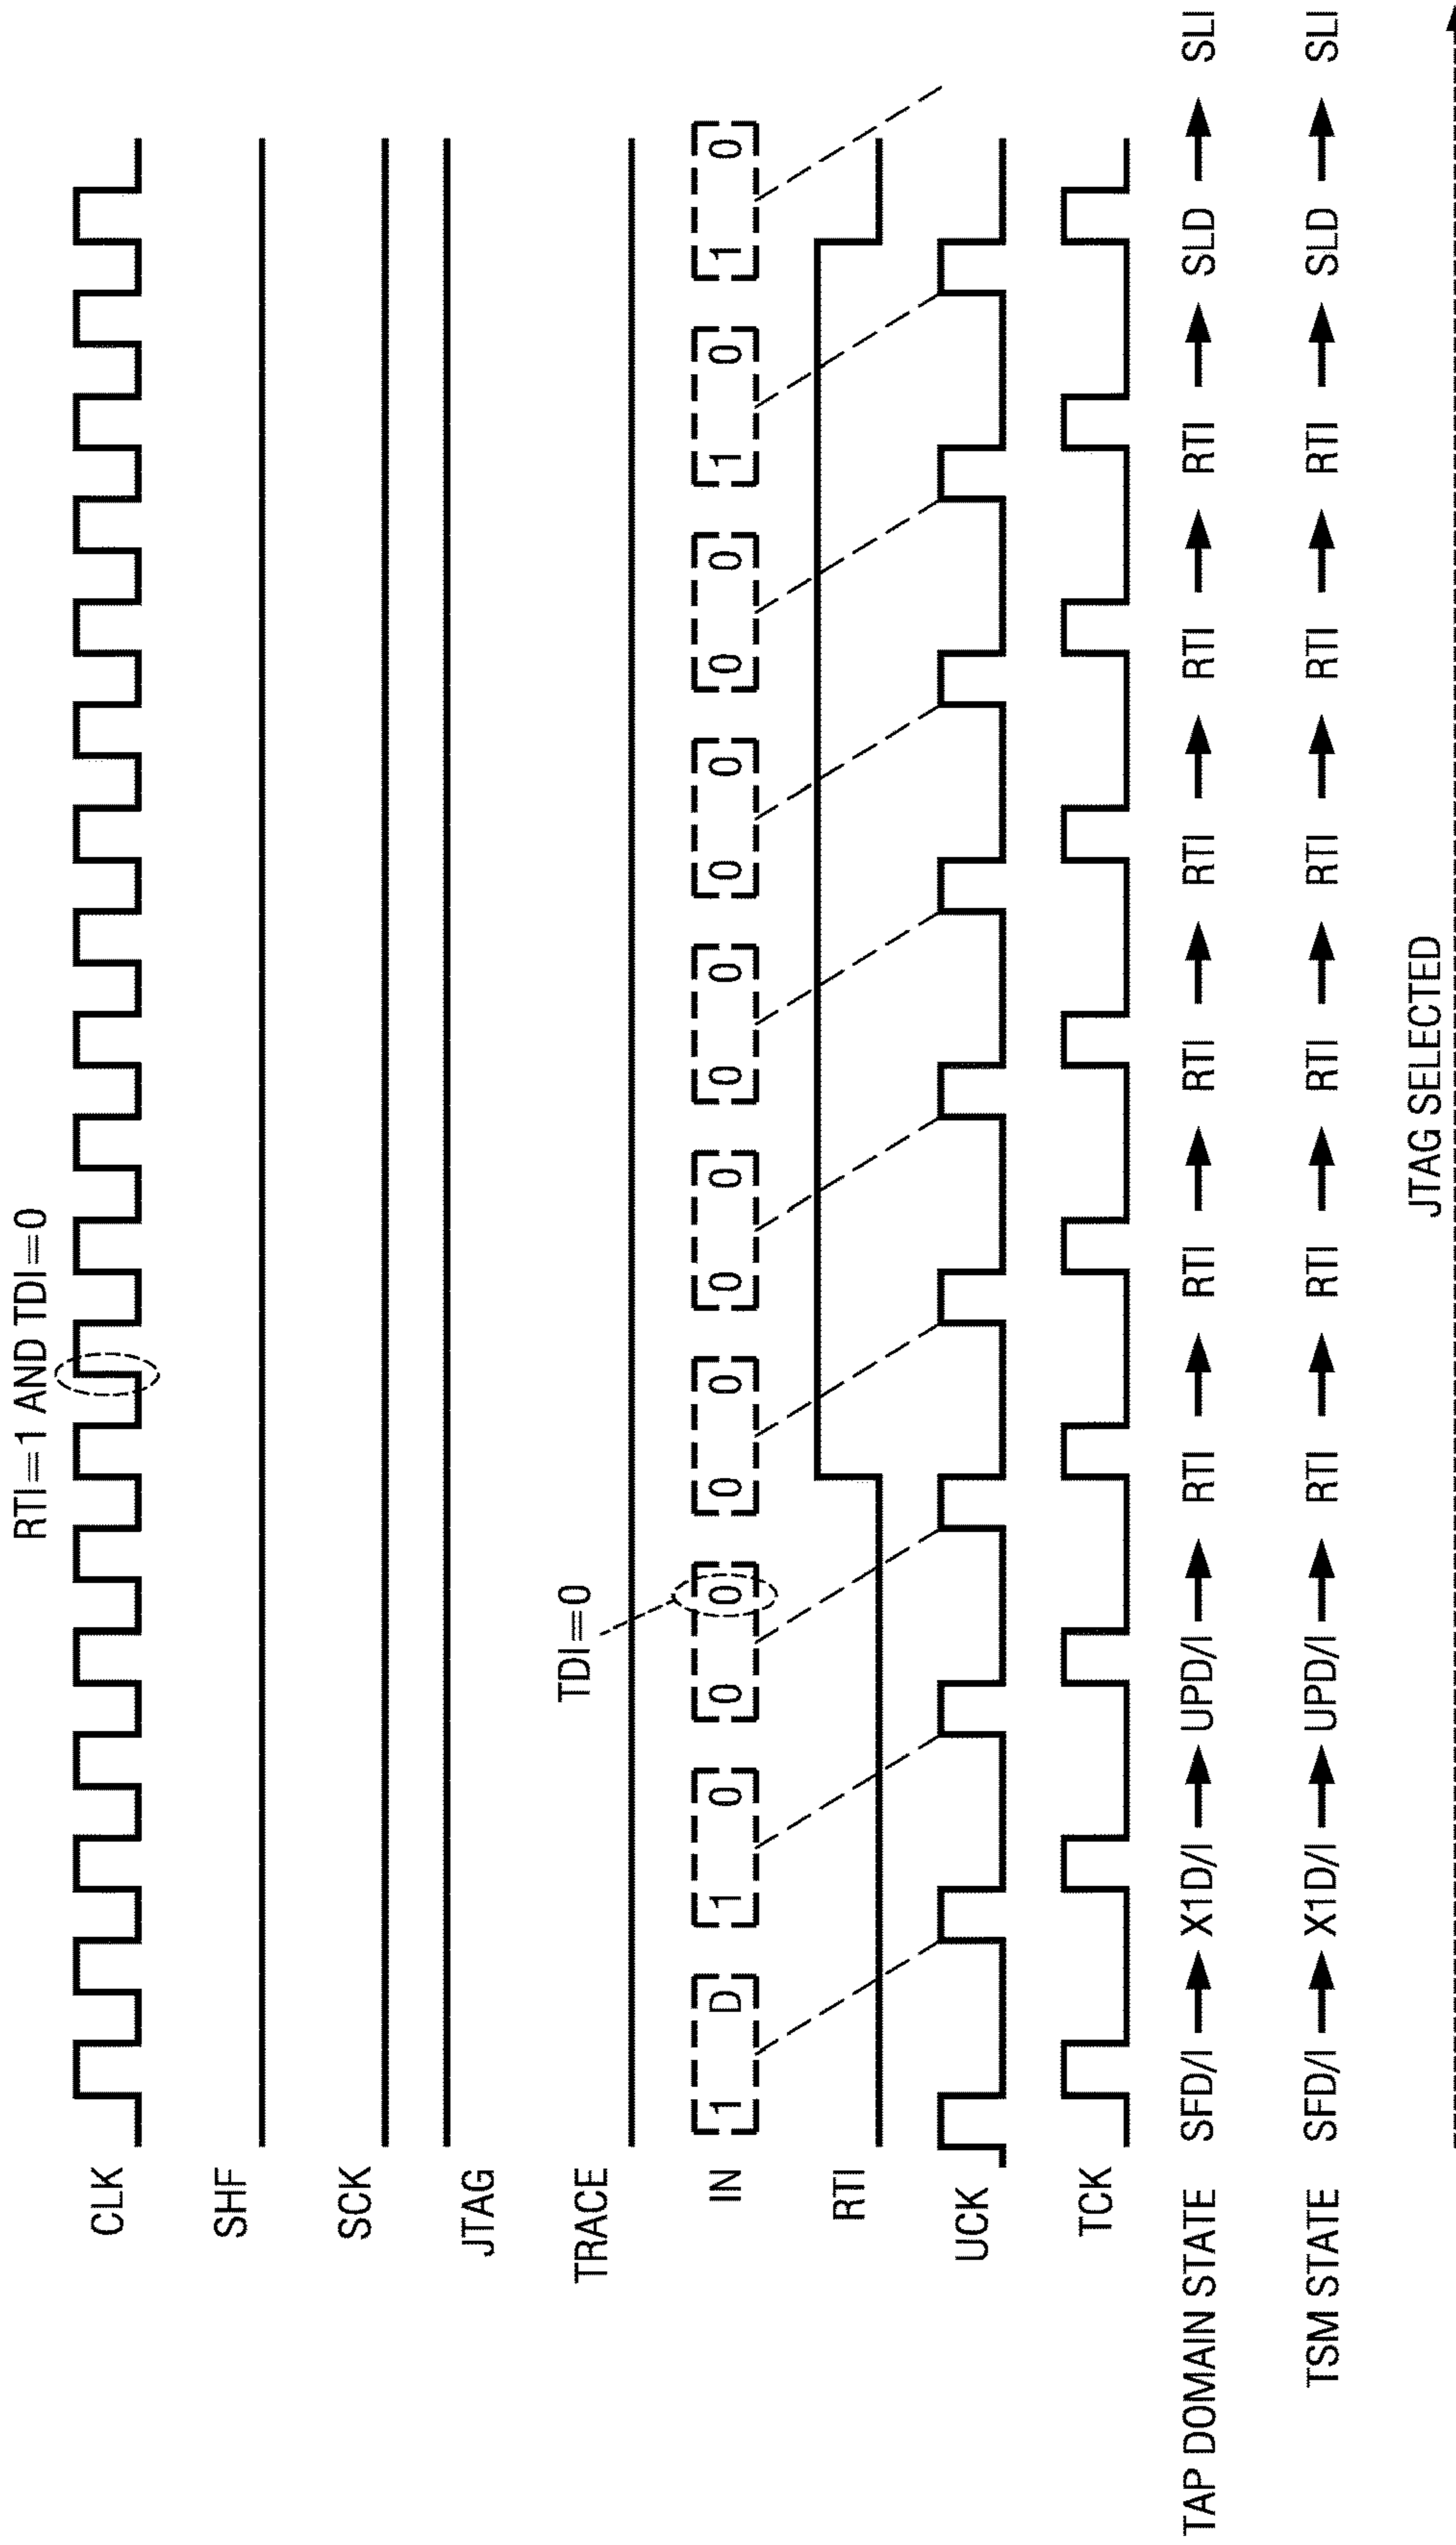 RTI=1 AND TDI=0
CLK
SHF
SCK
JTAG
TDI=0
TRACE
IN 1 D 1 0 0 0 0 0 0 0 0 0 0 0 0 0 1 0 1 0
RTI
UCK
TCK
TAP DOMAIN STATE SFD/I → X1D/I → UPD/I → RTI → RTI → RTI → RTI → RTI → RTI → SLD → SLI
TSM STATE SFD/I → X1D/I → UPD/I → RTI → RTI → RTI → RTI → RTI → RTI → SLD → SLI
JTAG SELECTED